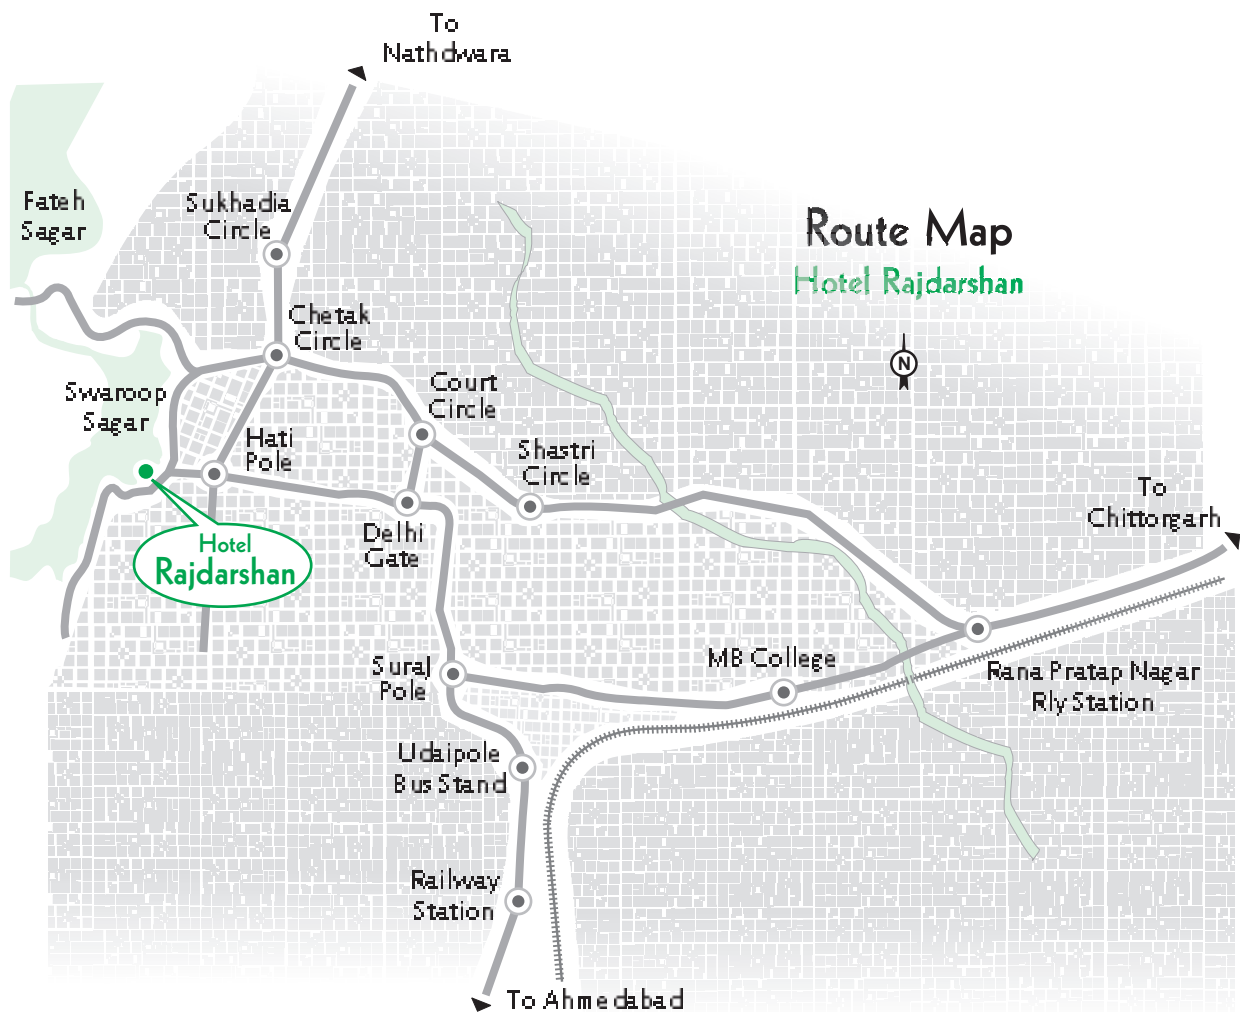 To
Nathdwara
Fateh
Sagar
Sukhadia
Circle
Route Map
Hotel Rajdarshan
Chetak
Circle
N
Swaroop
Sagar
Court
Circle
Hati
Pole
Shastri
Circle
To
Chittorgarh
Delhi
Gate
Hotel
Rajdarshan
Suraj
Pole
MB College
Rana Pratap Nagar
Rly Station
Udaipole
Bus Stand
Railway
Station
To Ahmedabad